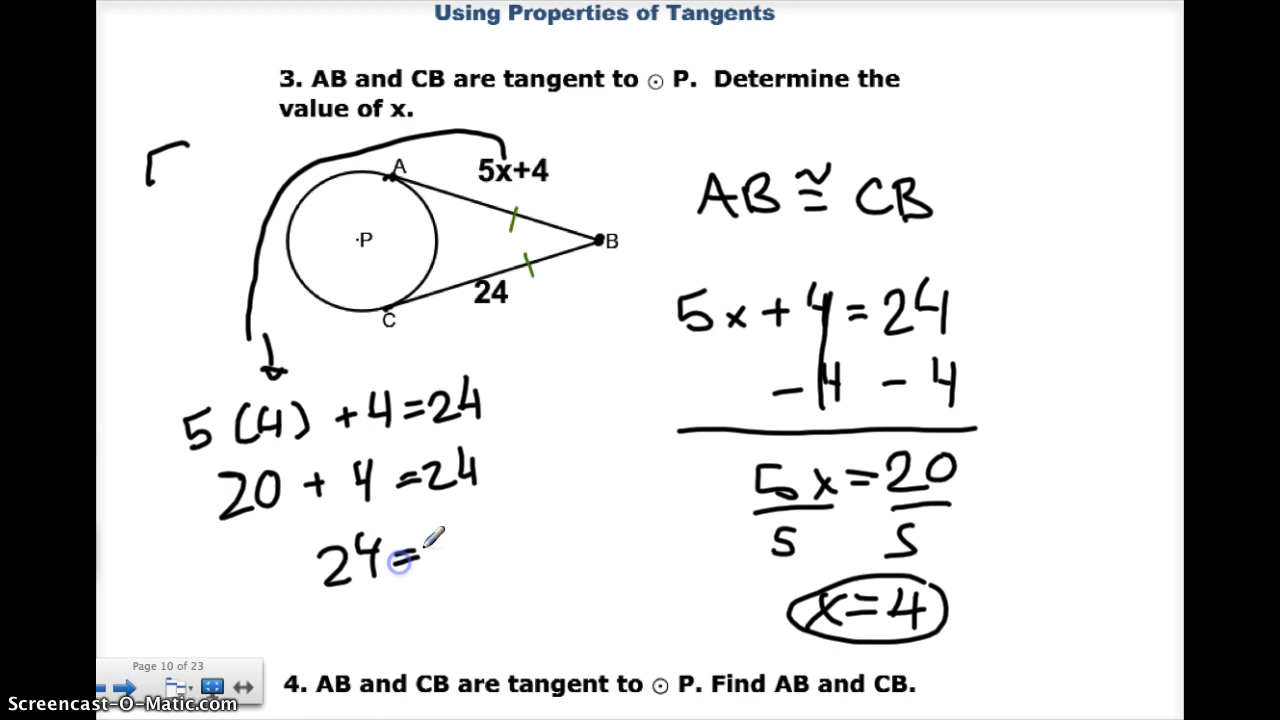 Using Properties of Tangents
3. AB and CB are tangent to ⊙ P. Determine the
value of x.
A
5x+4
P
B
24
C
AB ≅ CB
5x + 4 = 24
- 4 - 4
5x = 20
5 5
x = 4
5 (4) + 4 = 24
20 + 4 = 24
24 =
Page 10 of 23
4. AB and CB are tangent to ⊙ P. Find AB and CB.
Screencast-O-Matic.com